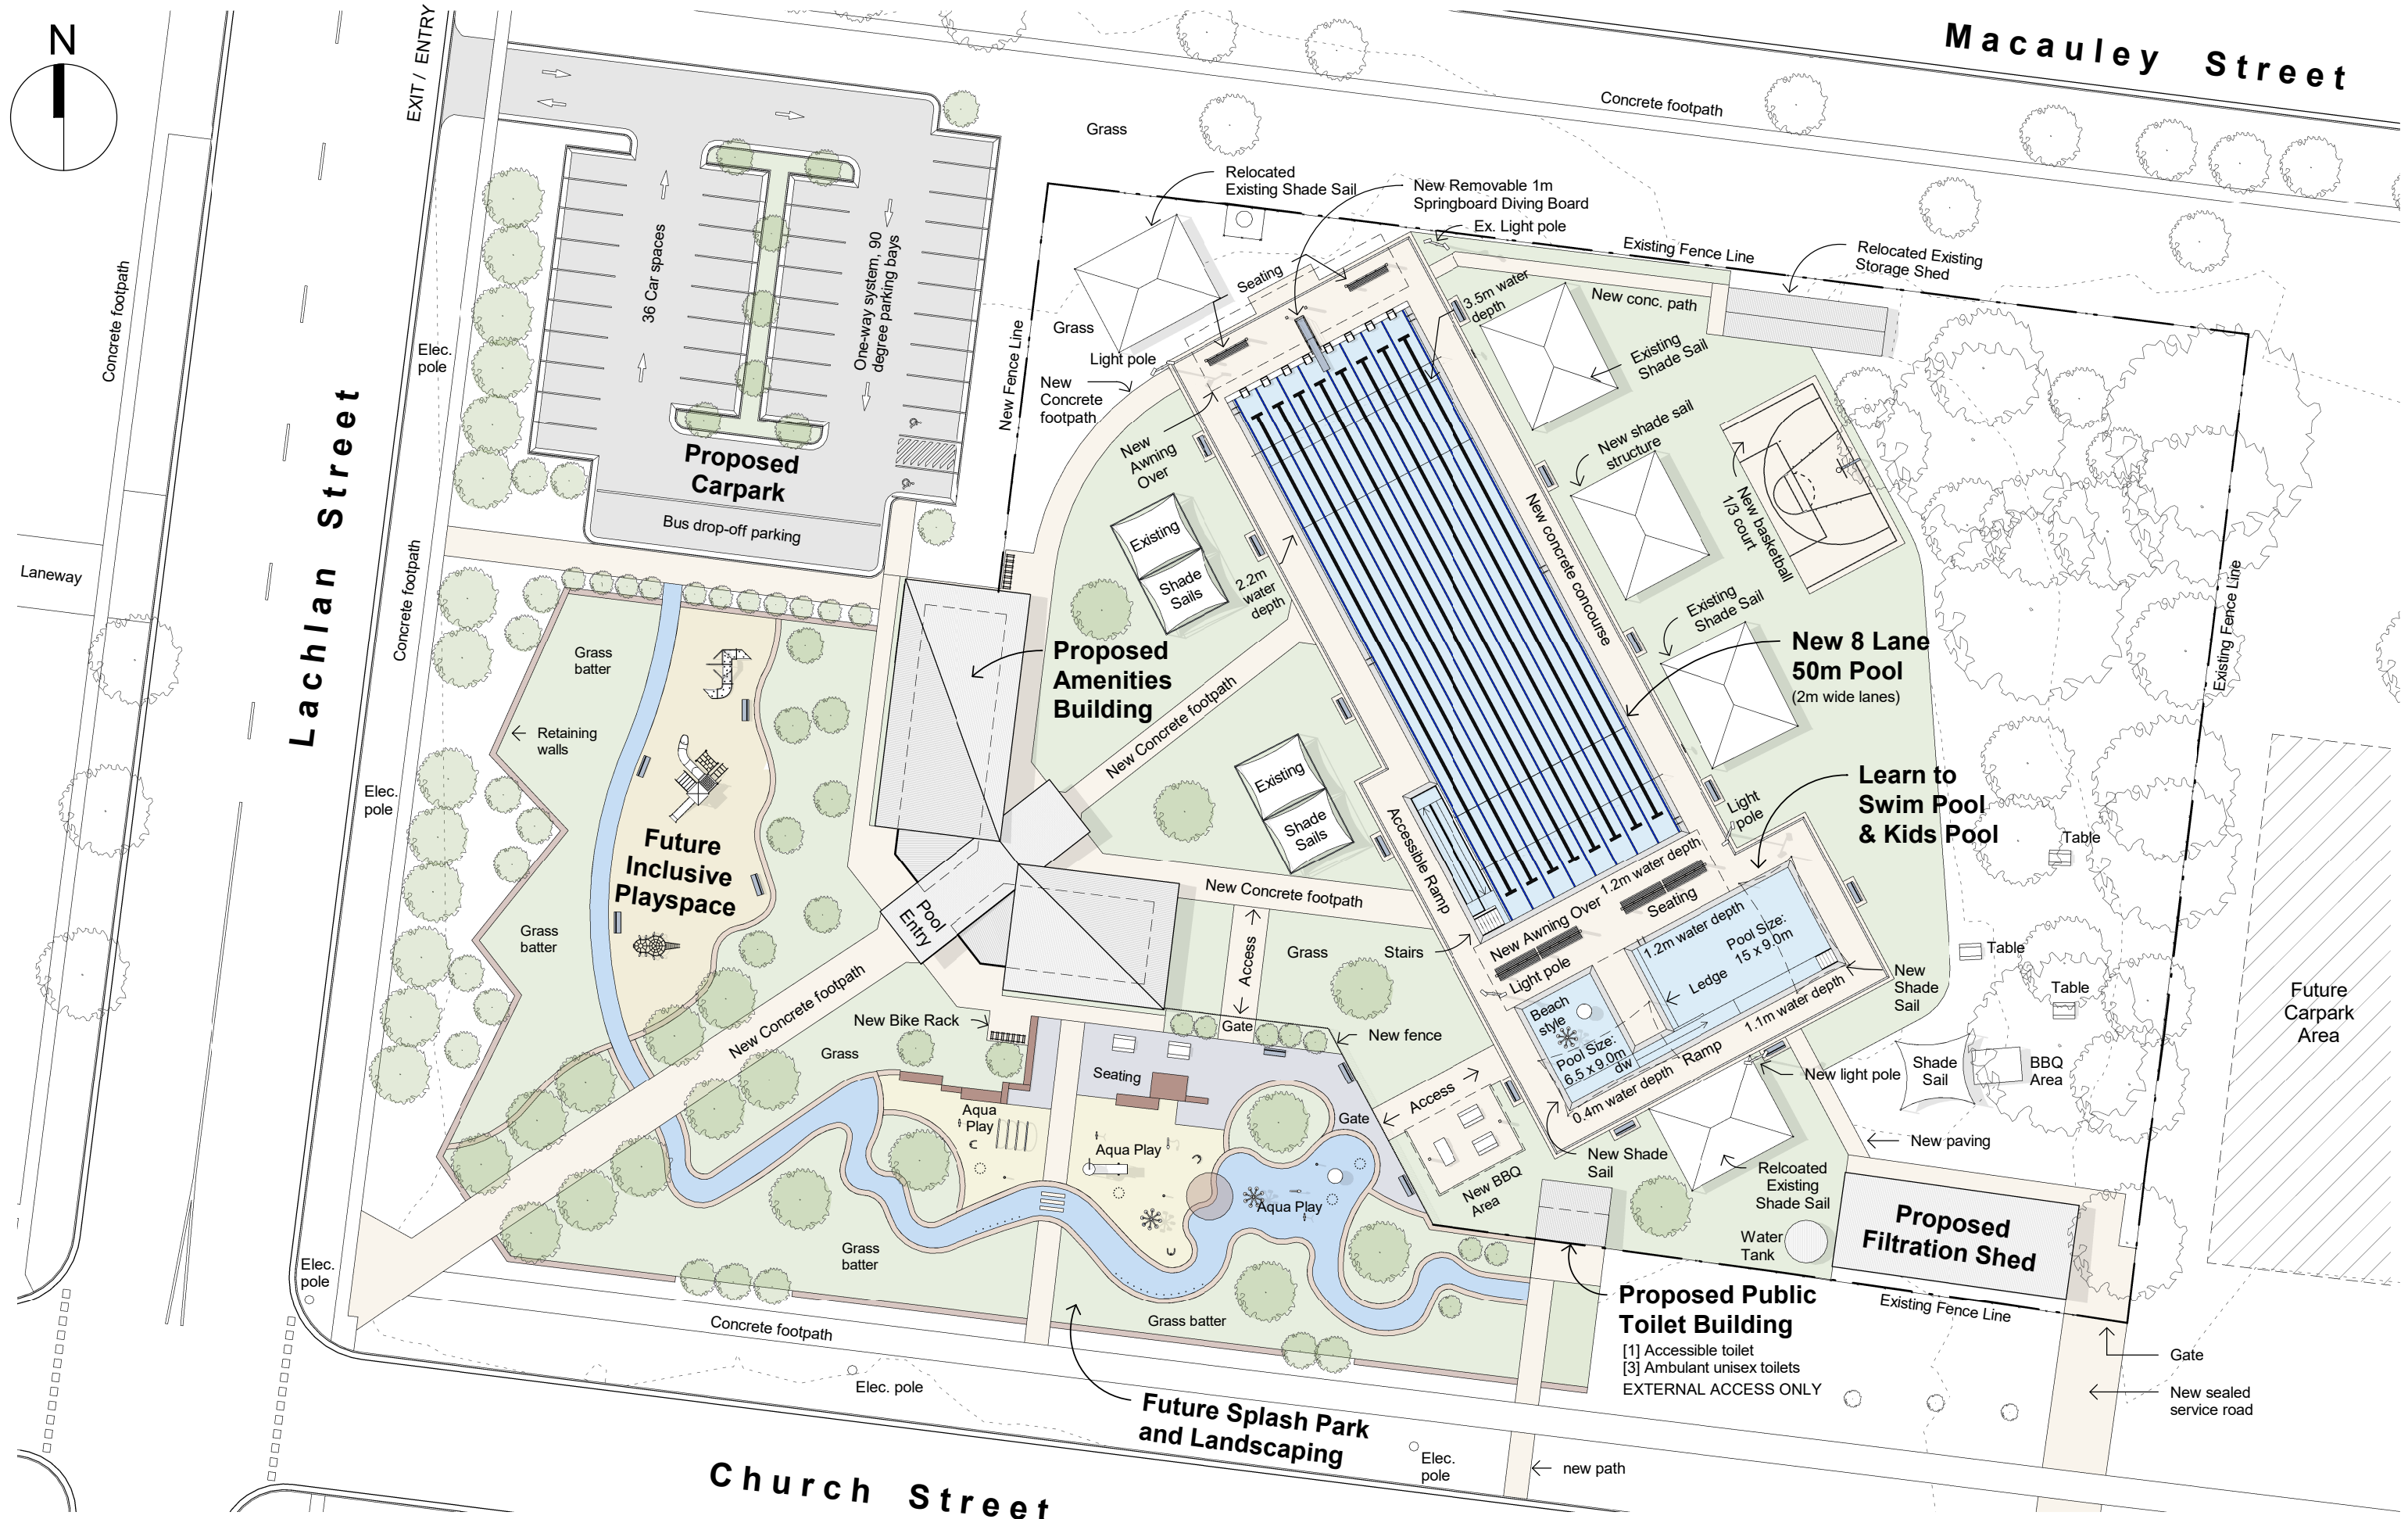 N
Macauley Street
EXIT / ENTRY
Concrete footpath
Grass
Relocated
Existing Shade Sail
New Removable 1m
Springboard Diving Board
Ex. Light pole
Existing Fence Line
Relocated Existing
Storage Shed
Seating
3.5m water
depth
New conc. path
36 Car spaces
One-way system, 90
degree parking bays
Concrete footpath
Grass
Light pole
New
Concrete
footpath
New Fence Line
Existing
Shade Sail
Elec.
pole
New
Awning
Over
New shade sail
structure
New basketball
1/3 court
Proposed
Carpark
Bus drop-off parking
Lachlan Street
Laneway
Concrete footpath
Existing
Shade
Sails
2.2m
water
depth
New concrete concourse
Existing
Shade Sail
Existing Fence Line
Grass
batter
Proposed
Amenities
Building
New 8 Lane
50m Pool
(2m wide lanes)
Retaining
walls
New Concrete footpath
Elec.
pole
Existing
Shade
Sails
Learn to
Swim Pool
& Kids Pool
Light
pole
Future
Carpark
Area
Table
Future
Inclusive
Playspace
Accessible Ramp
1.2m water depth
Seating
New Awning Over
Light pole
New Concrete footpath
Pool
Entry
Grass
batter
Access
Grass
Stairs
1.2m water depth
Pool Size:
15 x 9.0m
Ledge
Table
New
Shade
Sail
Table
1.1m water depth
Beach
style
Pool Size:
6.5 x 9.0m
dw
Ramp
0.4m water depth
New Concrete footpath
New Bike Rack
Gate
New fence
Grass
Seating
Access
Gate
New light pole
Shade
Sail
BBQ
Area
Aqua
Play
Aqua Play
Aqua Play
New paving
New Shade
Sail
New BBQ
Area
Relcoated
Existing
Shade Sail
Water
Tank
Proposed
Filtration Shed
Grass
batter
Elec.
pole
Existing Fence Line
Proposed Public
Toilet Building
[1] Accessible toilet
[3] Ambulant unisex toilets
EXTERNAL ACCESS ONLY
Grass batter
Concrete footpath
Elec. pole
Gate
New sealed
service road
Future Splash Park
and Landscaping
Elec.
pole
new path
Church Street